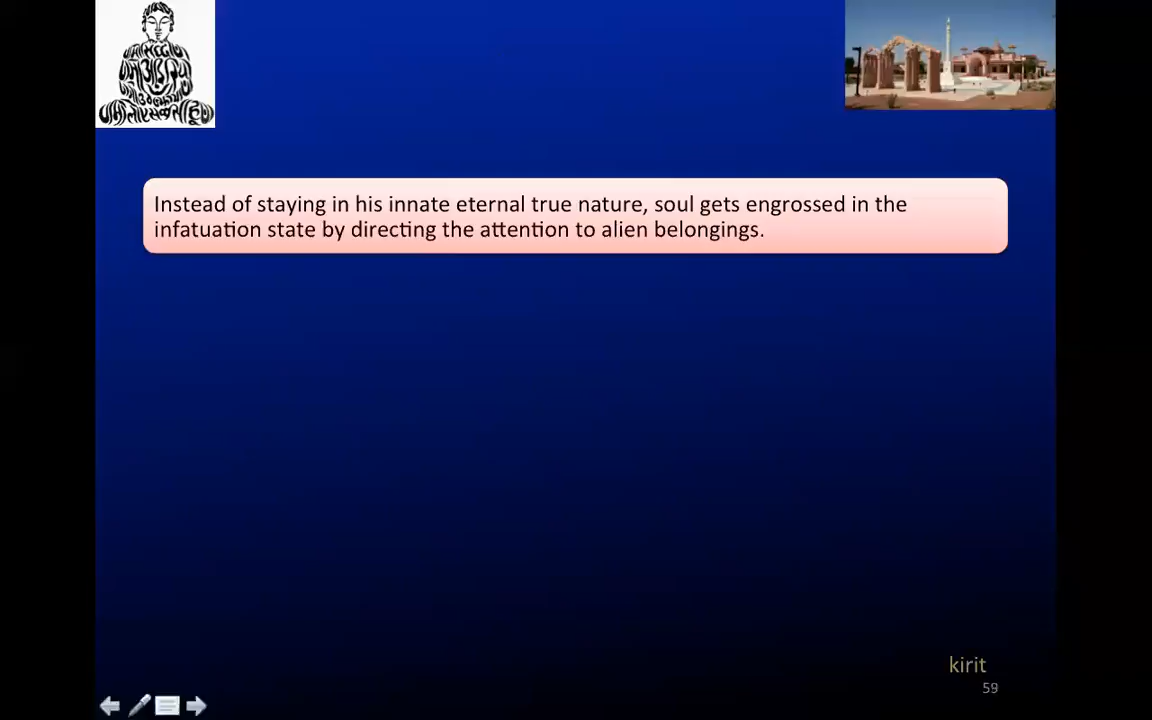 Instead of staying in his innate eternal true nature, soul gets engrossed in the
infatuation state by directing the attention to alien belongings.
kirit
59